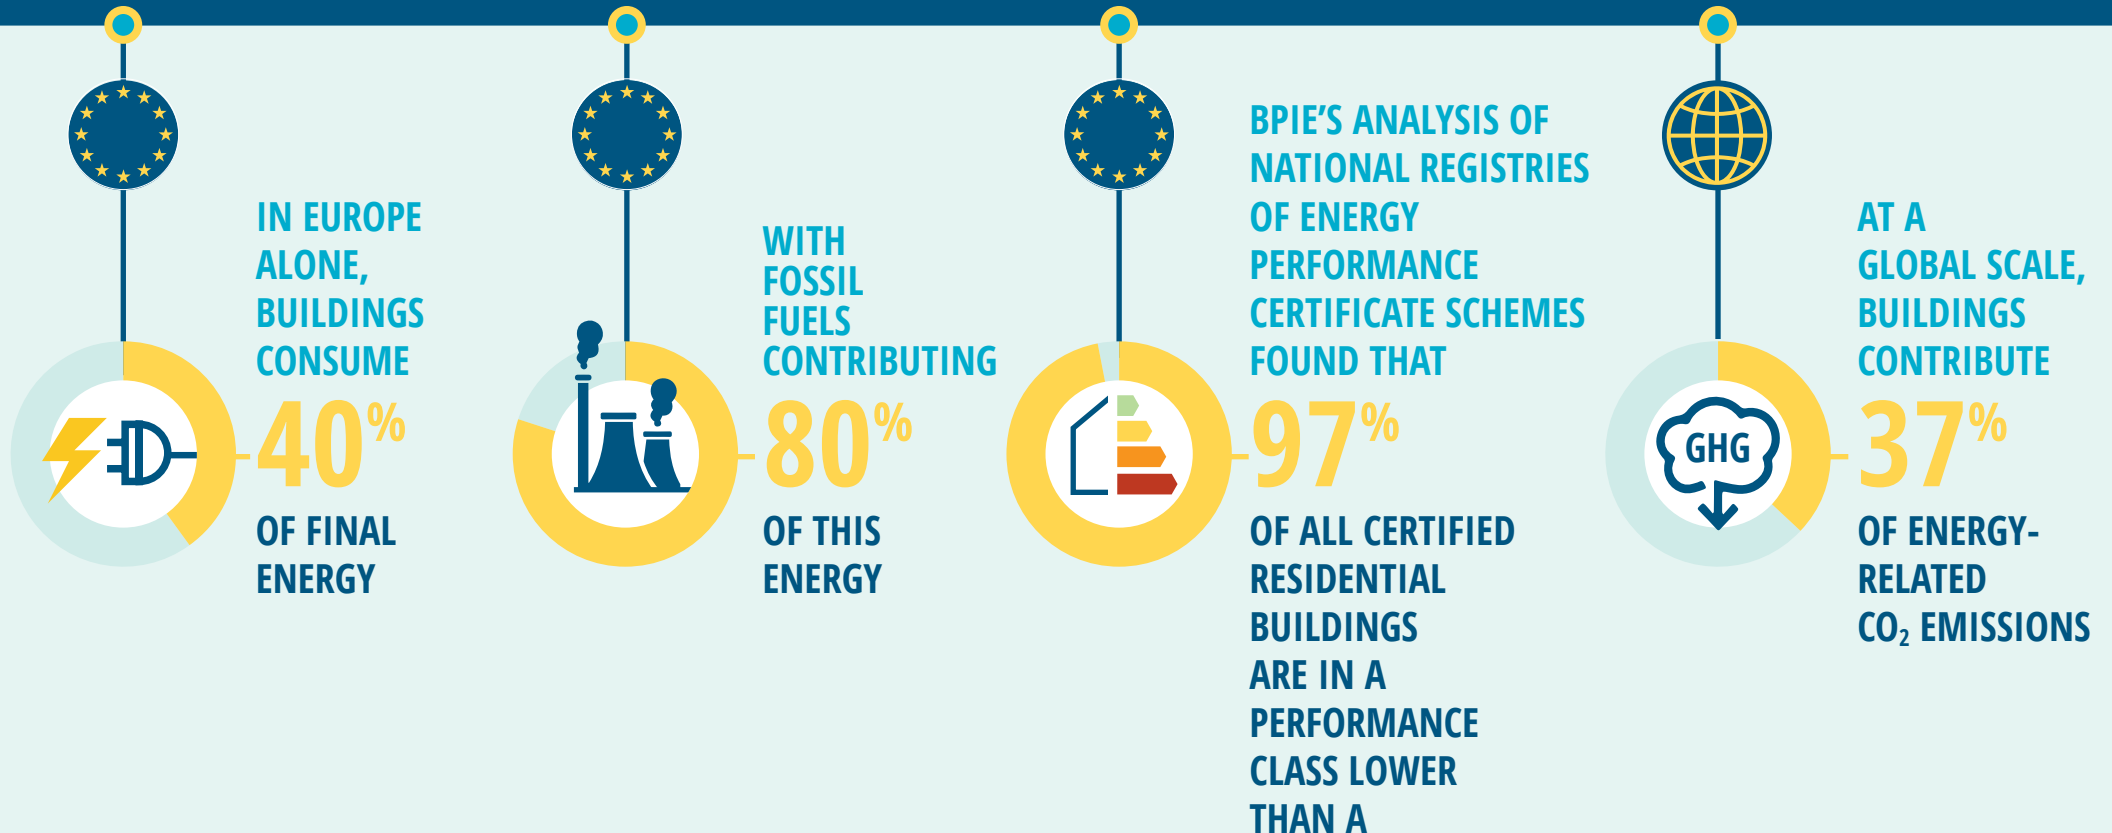 IN EUROPE
ALONE,
BUILDINGS
CONSUME
40%
OF FINAL
ENERGY
WITH
FOSSIL
FUELS
CONTRIBUTING
80%
OF THIS
ENERGY
BPIE'S ANALYSIS OF
NATIONAL REGISTRIES
OF ENERGY
PERFORMANCE
CERTIFICATE SCHEMES
FOUND THAT
97%
OF ALL CERTIFIED
RESIDENTIAL
BUILDINGS
ARE IN A
PERFORMANCE
CLASS LOWER
THAN A
GHG
AT A
GLOBAL SCALE,
BUILDINGS
CONTRIBUTE
37%
OF ENERGY-
RELATED
CO₂ EMISSIONS